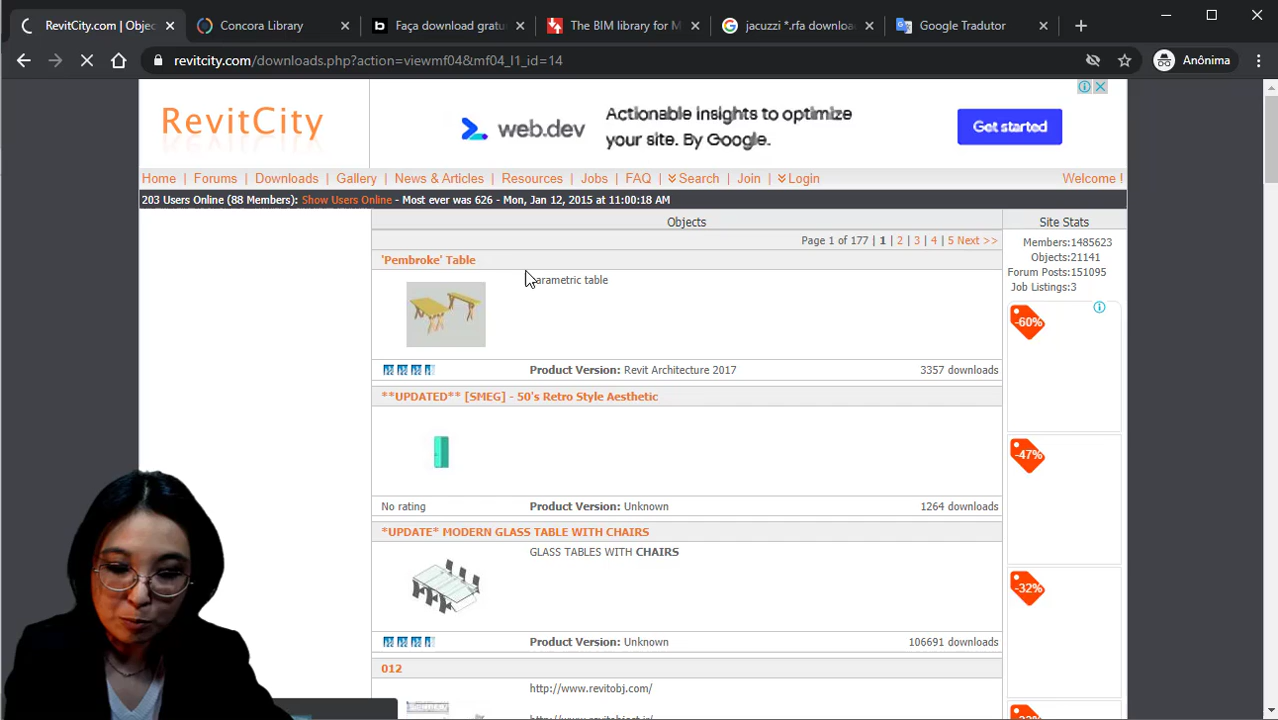 RevitCity.com | Objec
Concora Library
Faça download gratu
The BIM library for M
jacuzzi *.rfa downloa
Google Tradutor
revitcity.com/downloads.php?action=viewmf04&mf04_l1_id=14
Anônima
RevitCity
web.dev
Actionable insights to optimize
your site. By Google.
Get started
Home | Forums | Downloads | Gallery | News & Articles | Resources | Jobs | FAQ | Search | Join | Login
Welcome !
203 Users Online (88 Members): Show Users Online - Most ever was 626 - Mon, Jan 12, 2015 at 11:00:18 AM
Objects
Site Stats
Page 1 of 177 | 1 | 2 | 3 | 4 | 5 Next >>
Members:1485623
Objects:21141
Forum Posts:151095
Job Listings:3
'Pembroke' Table
arametric table
Product Version: Revit Architecture 2017
3357 downloads
-60%
**UPDATED** [SMEG] - 50's Retro Style Aesthetic
No rating
Product Version: Unknown
1264 downloads
-47%
*UPDATE* MODERN GLASS TABLE WITH CHAIRS
GLASS TABLES WITH CHAIRS
Product Version: Unknown
106691 downloads
-32%
012
http://www.revitobj.com/